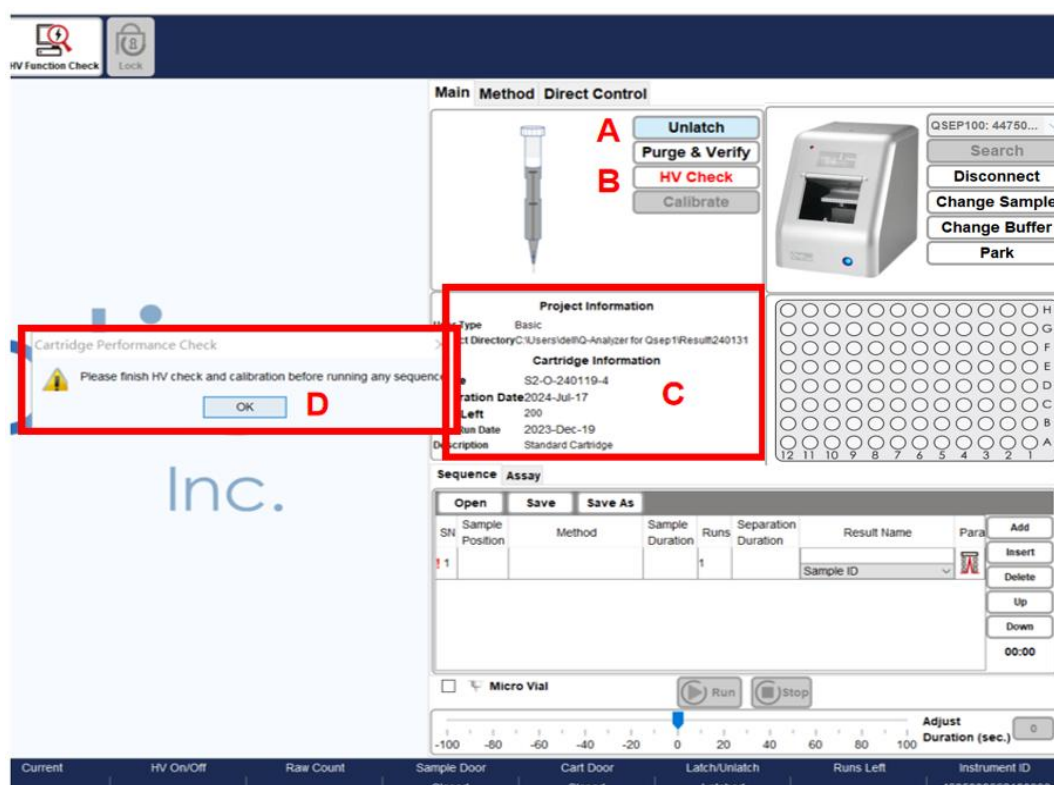 HV Function Check
Lock
Main Method Direct Control
A
Unlatch
Purge & Verify
B
HV Check
Calibrate
QSEP100: 44750...
Search
Disconnect
Change Sample
Change Buffer
Park
Project Information
Type Basic
Directory C:\Users\dell\Q-Analyzer for Qsep1\Result\240131
Cartridge Information
S2-O-240119-4
ration Date 2024-Jul-17
Left 200
Run Date 2023-Dec-19
Description Standard Cartridge
C
Cartridge Performance Check
Please finish HV check and calibration before running any sequence
OK
D
Inc.
H
G
F
E
D
C
B
A
12 11 10 9 8 7 6 5 4 3 2 1
Sequence Assay
Open Save Save As
SN Sample Position Method Sample Duration Runs Separation Duration Result Name Para
! 1 1 Sample ID
Add
Insert
Delete
Up
Down
00:00
Micro Vial
Run Stop
-100 -80 -60 -40 -20 0 20 40 60 80 100
Adjust
Duration (sec.) 0
Current HV On/Off Raw Count Sample Door Cart Door Latch/Unlatch Runs Left Instrument ID